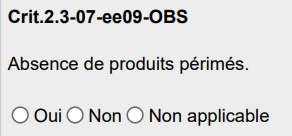 Crit.2.3-07-ee09-OBS
Absence de produits périmés.
Oui Non Non applicable